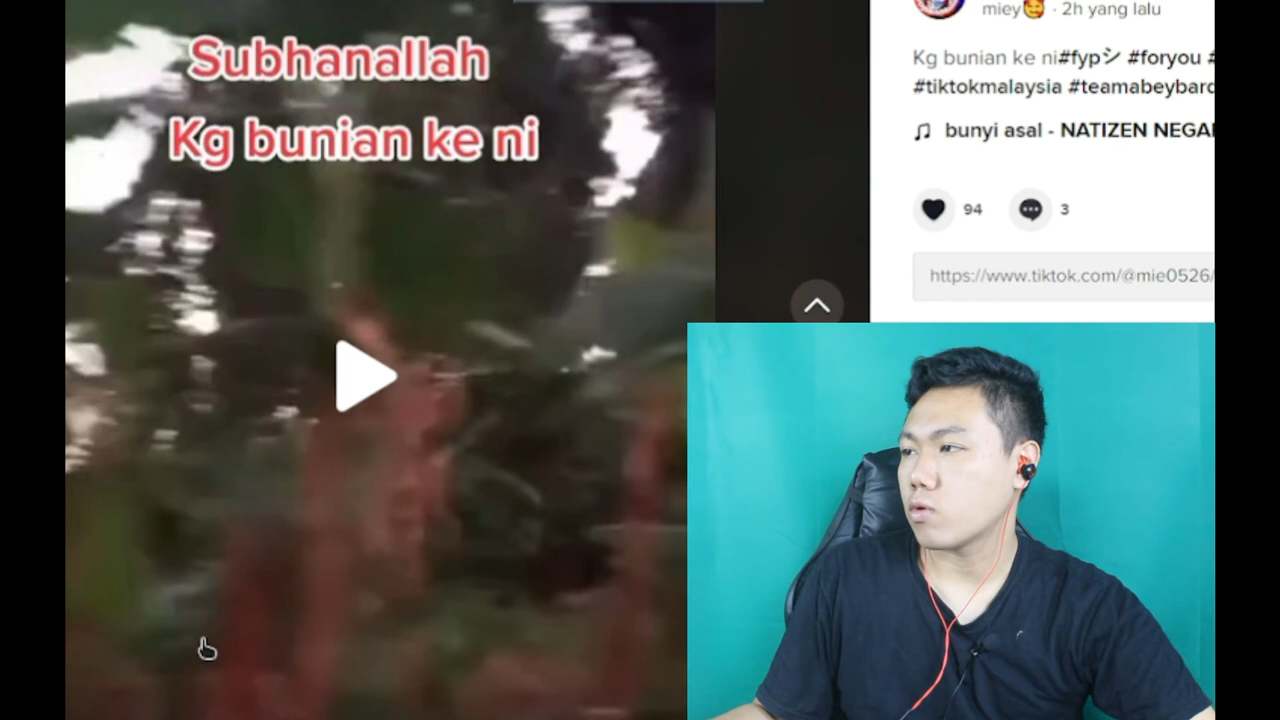 Subhanallah
Kg bunian ke ni
miey🥰 · 2h yang lalu
Kg bunian ke ni#fypシ #foryou #
#tiktokmalaysia #teamabeybard
bunyi asal - NATIZEN NEGA
94
3
https://www.tiktok.com/@mie0526/